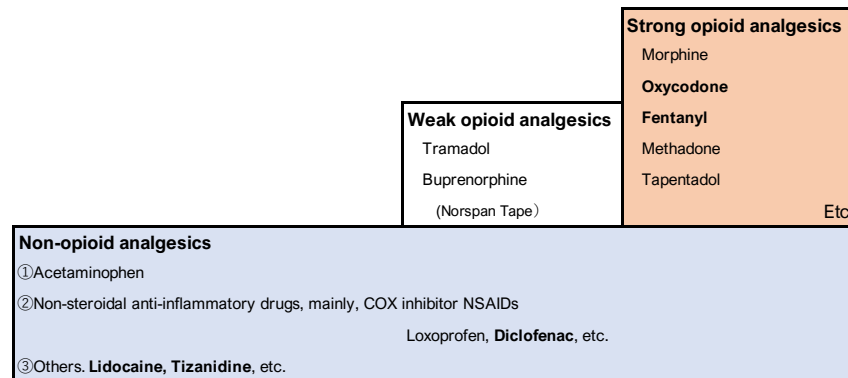 Strong opioid analgesics
Morphine
Oxycodone
Fentanyl
Methadone
Tapentadol
Etc
Weak opioid analgesics
Tramadol
Buprenorphine
(Norspan Tape）
Non-opioid analgesics
①Acetaminophen
②Non-steroidal anti-inflammatory drugs, mainly, COX inhibitor NSAIDs
Loxoprofen, Diclofenac, etc.
③Others. Lidocaine, Tizanidine, etc.